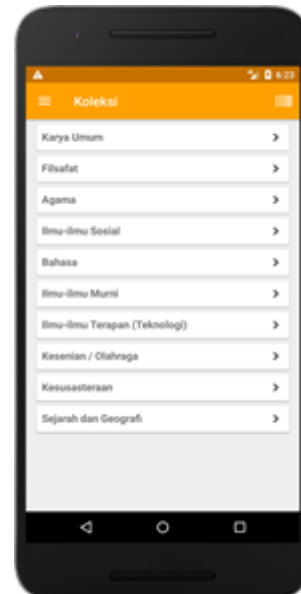 6:23
Koleksi
Karya Umum
Filsafat
Agama
Ilmu-ilmu Sosial
Bahasa
Ilmu-ilmu Murni
Ilmu-ilmu Terapan (Teknologi)
Kesenian / Olahraga
Kesusasteraan
Sejarah dan Geografi